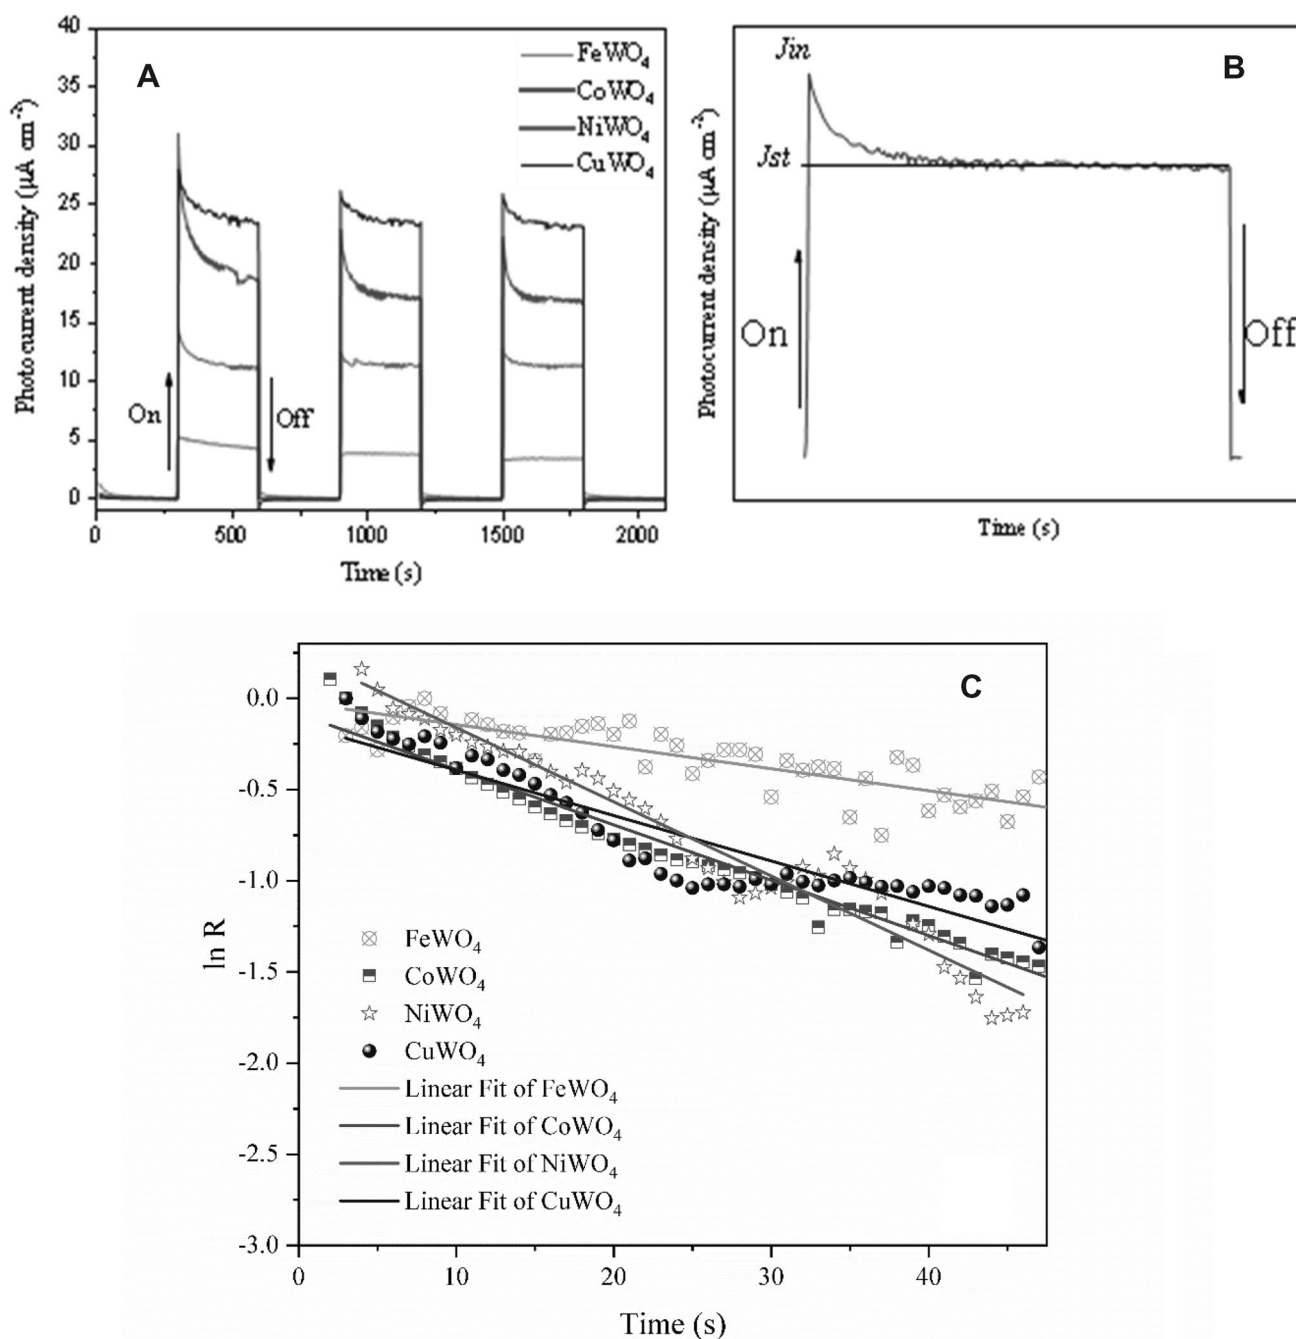 A
FeWO₄
CoWO₄
NiWO₄
CuWO₄
Photocurrent density (μA cm⁻²)
40
35
30
25
20
15
10
5
0
On
Off
0
500
1000
1500
2000
Time (s)
B
Jin
Jst
Photocurrent density (μA cm⁻²)
On
Off
Time (s)
C
ln R
0.0
-0.5
-1.0
-1.5
-2.0
-2.5
-3.0
FeWO₄
CoWO₄
NiWO₄
CuWO₄
Linear Fit of FeWO₄
Linear Fit of CoWO₄
Linear Fit of NiWO₄
Linear Fit of CuWO₄
0
10
20
30
40
Time (s)